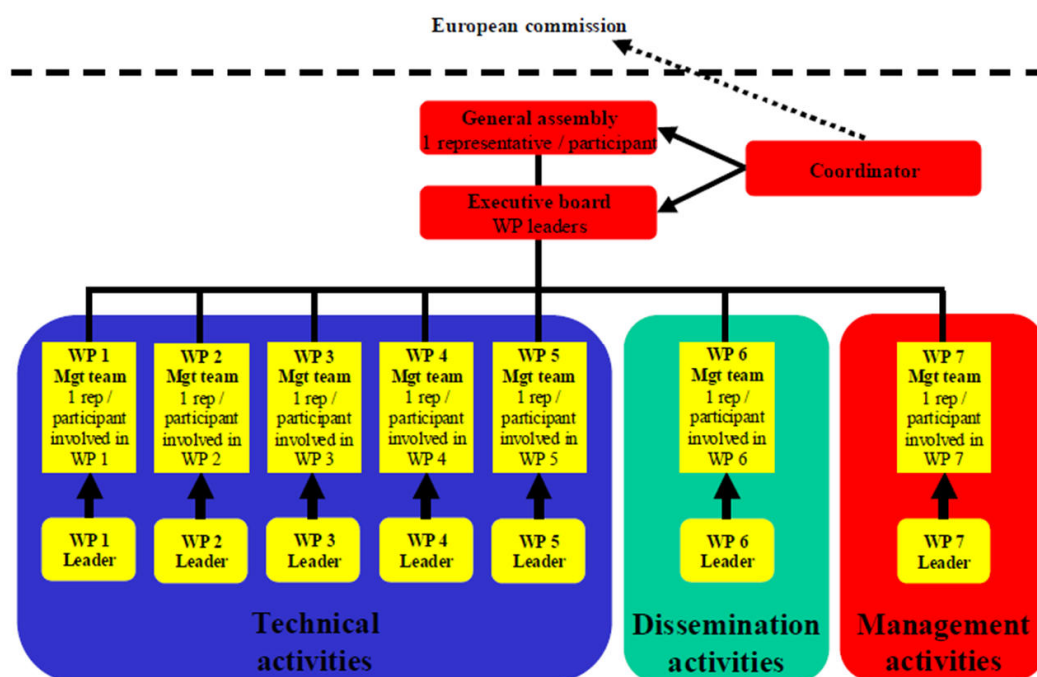 European commission
General assembly
1 representative / participant
Coordinator
Executive board
WP leaders
WP 1
Mgt team
1 rep /
participant
involved in
WP 1
WP 2
Mgt team
1 rep /
participant
involved in
WP 2
WP 3
Mgt team
1 rep /
participant
involved in
WP 3
WP 4
Mgt team
1 rep /
participant
involved in
WP 4
WP 5
Mgt team
1 rep /
participant
involved in
WP 5
WP 6
Mgt team
1 rep /
participant
involved in
WP 6
WP 7
Mgt team
1 rep /
participant
involved in
WP 7
WP 1
Leader
WP 2
Leader
WP 3
Leader
WP 4
Leader
WP 5
Leader
WP 6
Leader
WP 7
Leader
Technical
activities
Dissemination
activities
Management
activities